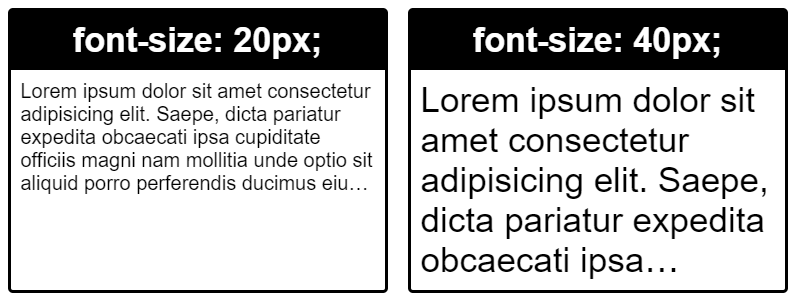 font-size: 20px;
Lorem ipsum dolor sit amet consectetur
adipisicing elit. Saepe, dicta pariatur
expedita obcaecati ipsa cupiditate
officiis magni nam mollitia unde optio sit
aliquid porro perferendis ducimus eiu…
font-size: 40px;
Lorem ipsum dolor sit
amet consectetur
adipisicing elit. Saepe,
dicta pariatur expedita
obcaecati ipsa…